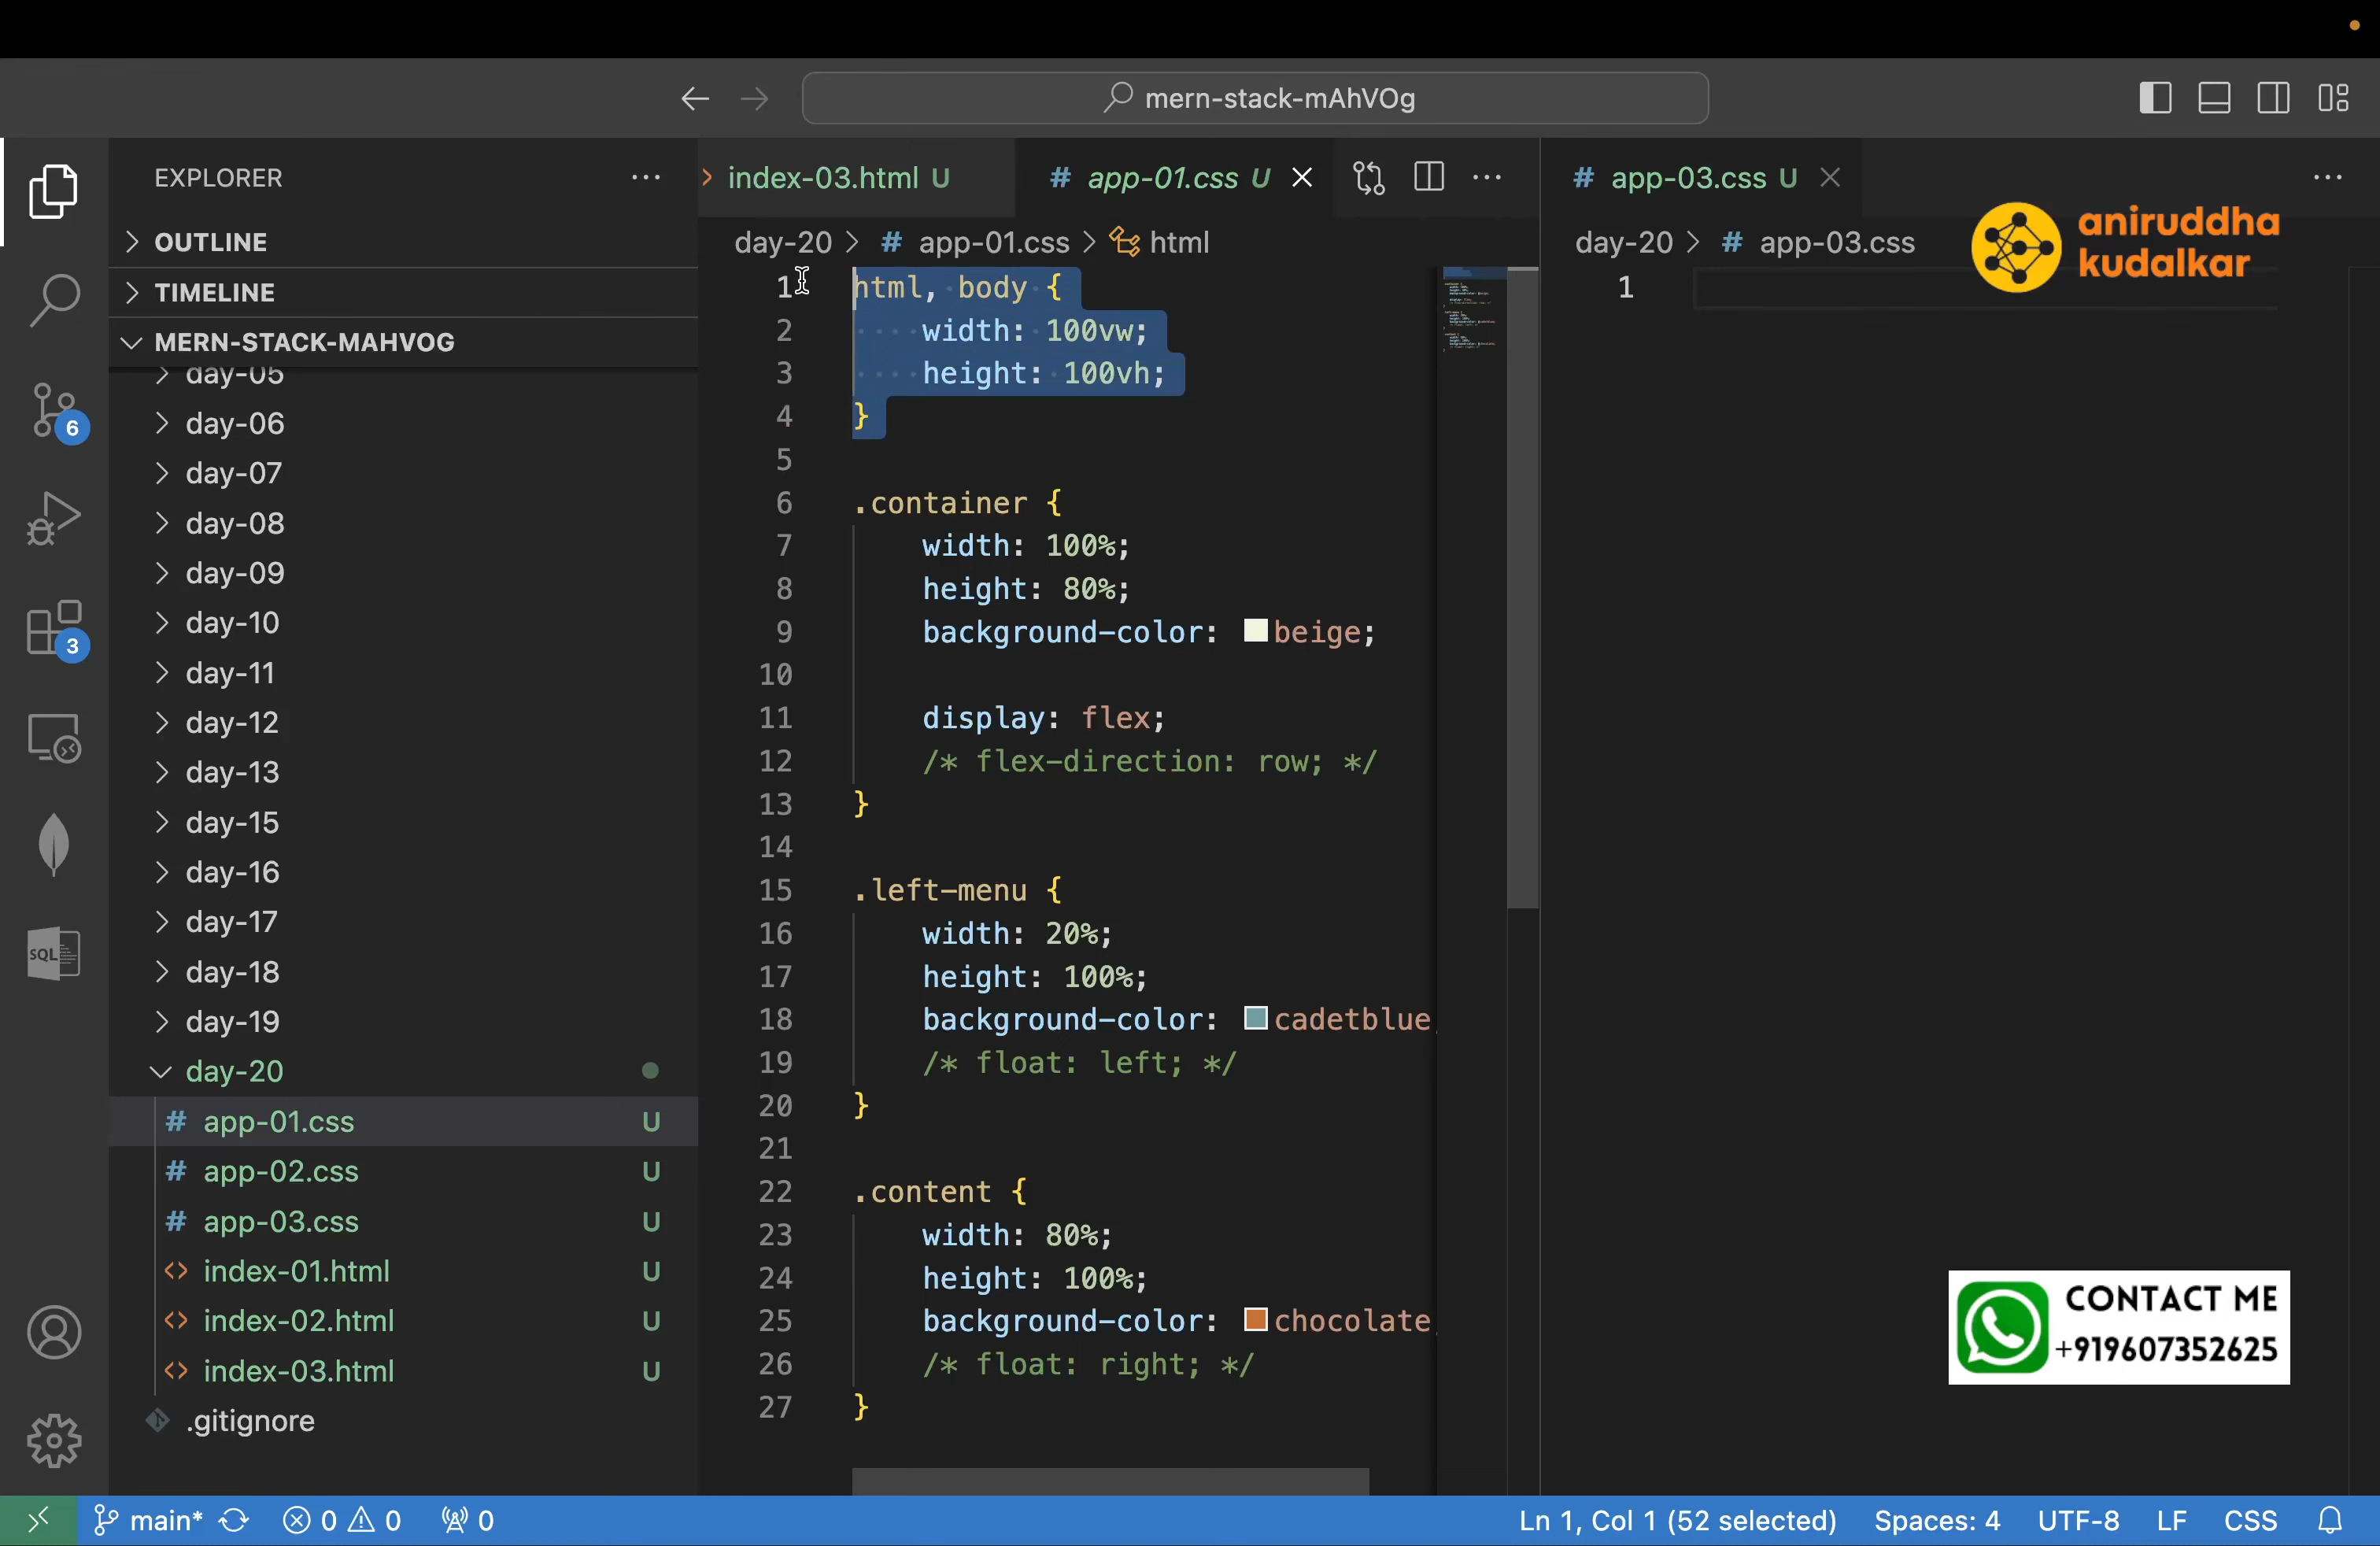 mern-stack-mAhVOg
EXPLORER
OUTLINE
TIMELINE
MERN-STACK-MAHVOG
day-05
day-06
day-07
day-08
day-09
day-10
day-11
day-12
day-13
day-15
day-16
day-17
day-18
day-19
day-20
# app-01.css U
# app-02.css U
# app-03.css U
<> index-01.html U
<> index-02.html U
<> index-03.html U
.gitignore
6
3
SQL
index-03.html U
# app-01.css U
day-20 > # app-01.css > html
1 html, body {
2 width: 100vw;
3 height: 100vh;
4 }
5
6 .container {
7 width: 100%;
8 height: 80%;
9 background-color: beige;
10
11 display: flex;
12 /* flex-direction: row; */
13 }
14
15 .left-menu {
16 width: 20%;
17 height: 100%;
18 background-color: cadetblue;
19 /* float: left; */
20 }
21
22 .content {
23 width: 80%;
24 height: 100%;
25 background-color: chocolate;
26 /* float: right; */
27 }
# app-03.css U
day-20 > # app-03.css
1
aniruddha
kudalkar
CONTACT ME
+919607352625
main* 0 0 0 Ln 1, Col 1 (52 selected) Spaces: 4 UTF-8 LF CSS